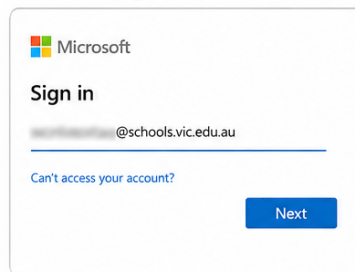 Microsoft
Sign in
@schools.vic.edu.au
Can't access your account?
Next